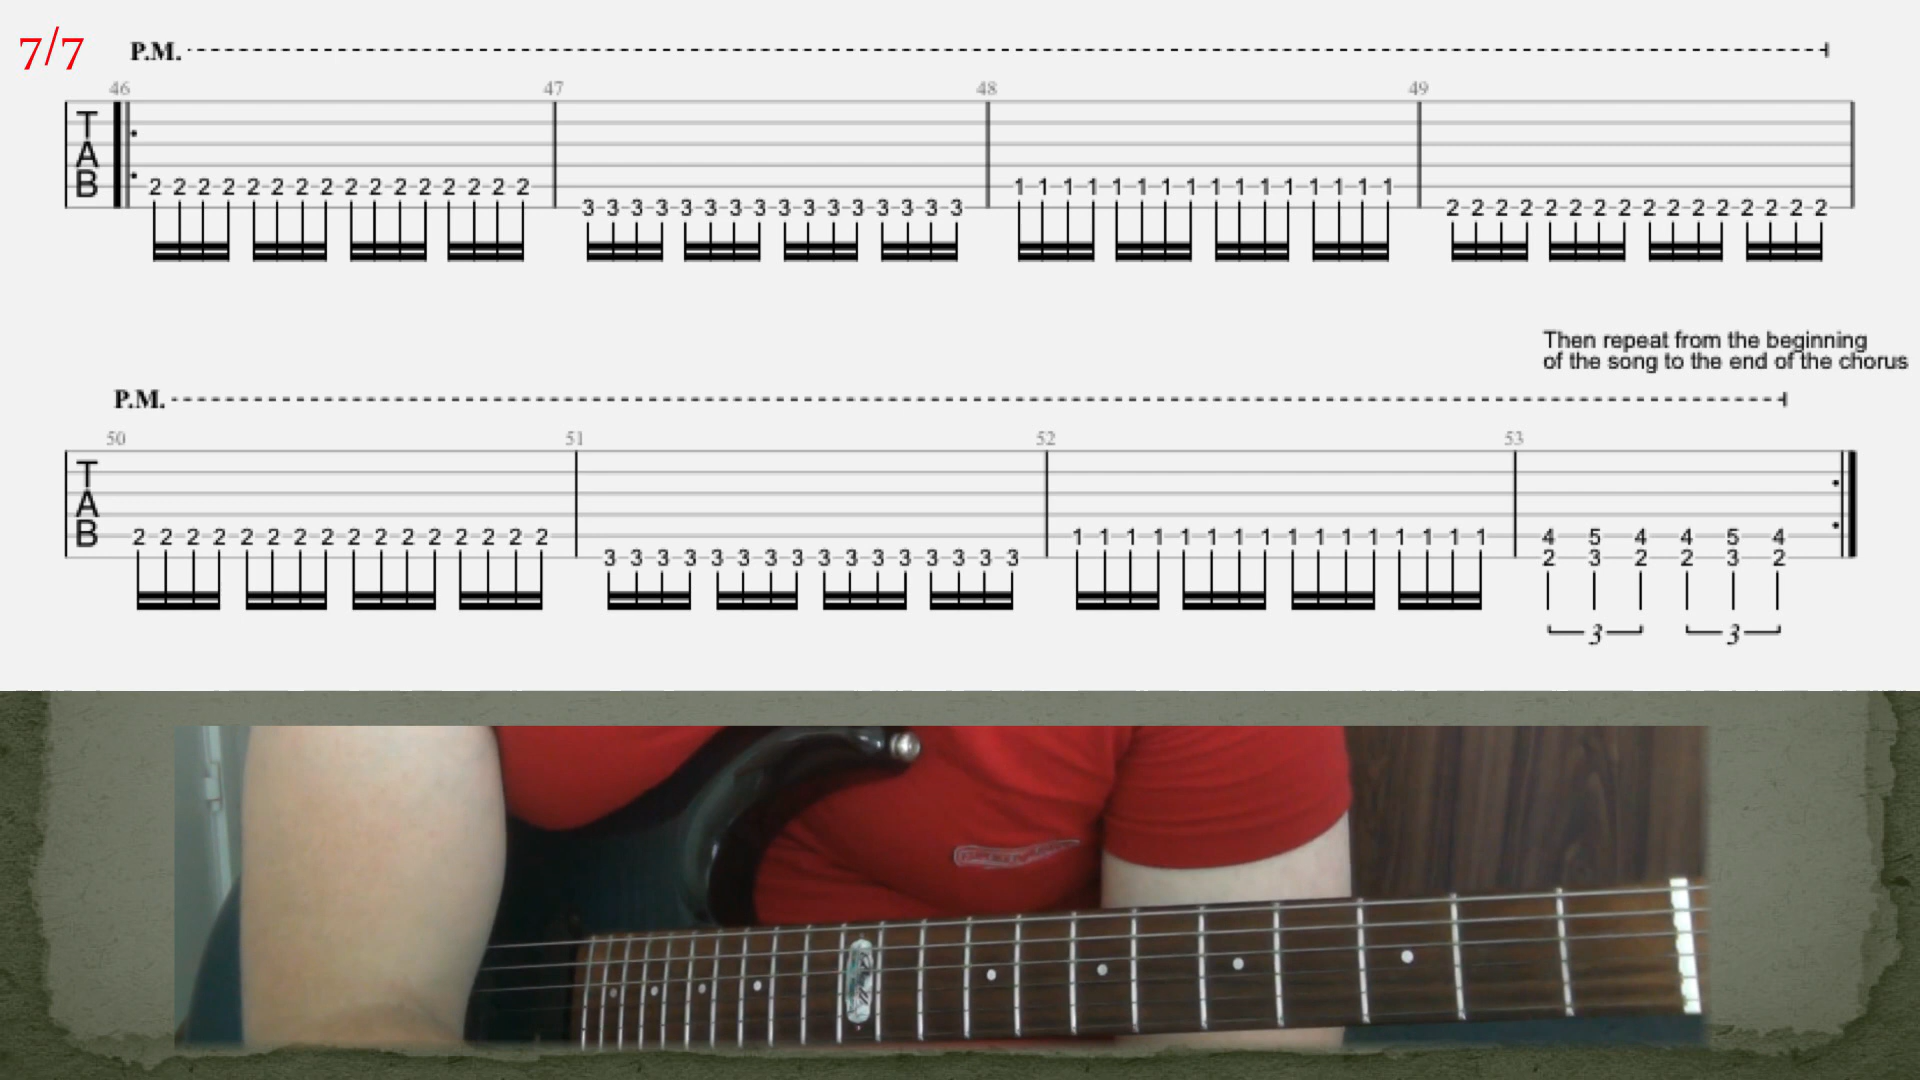 7/7
P.M.
46 47 48 49
T
A
B
2 2 2 2 2 2 2 2 2 2 2 2 2 2 2 2 1 1 1 1 1 1 1 1 1 1 1 1 1 1 1 1
3 3 3 3 3 3 3 3 3 3 3 3 3 3 3 3 2 2 2 2 2 2 2 2 2 2 2 2 2 2 2 2
Then repeat from the beginning
of the song to the end of the chorus
P.M.
50 51 52 53
T
A
B
2 2 2 2 2 2 2 2 2 2 2 2 2 2 2 2 1 1 1 1 1 1 1 1 1 1 1 1 1 1 1 1 4 5 4 4 5 4
3 3 3 3 3 3 3 3 3 3 3 3 3 3 3 3 2 3 2 2 3 2
3 3